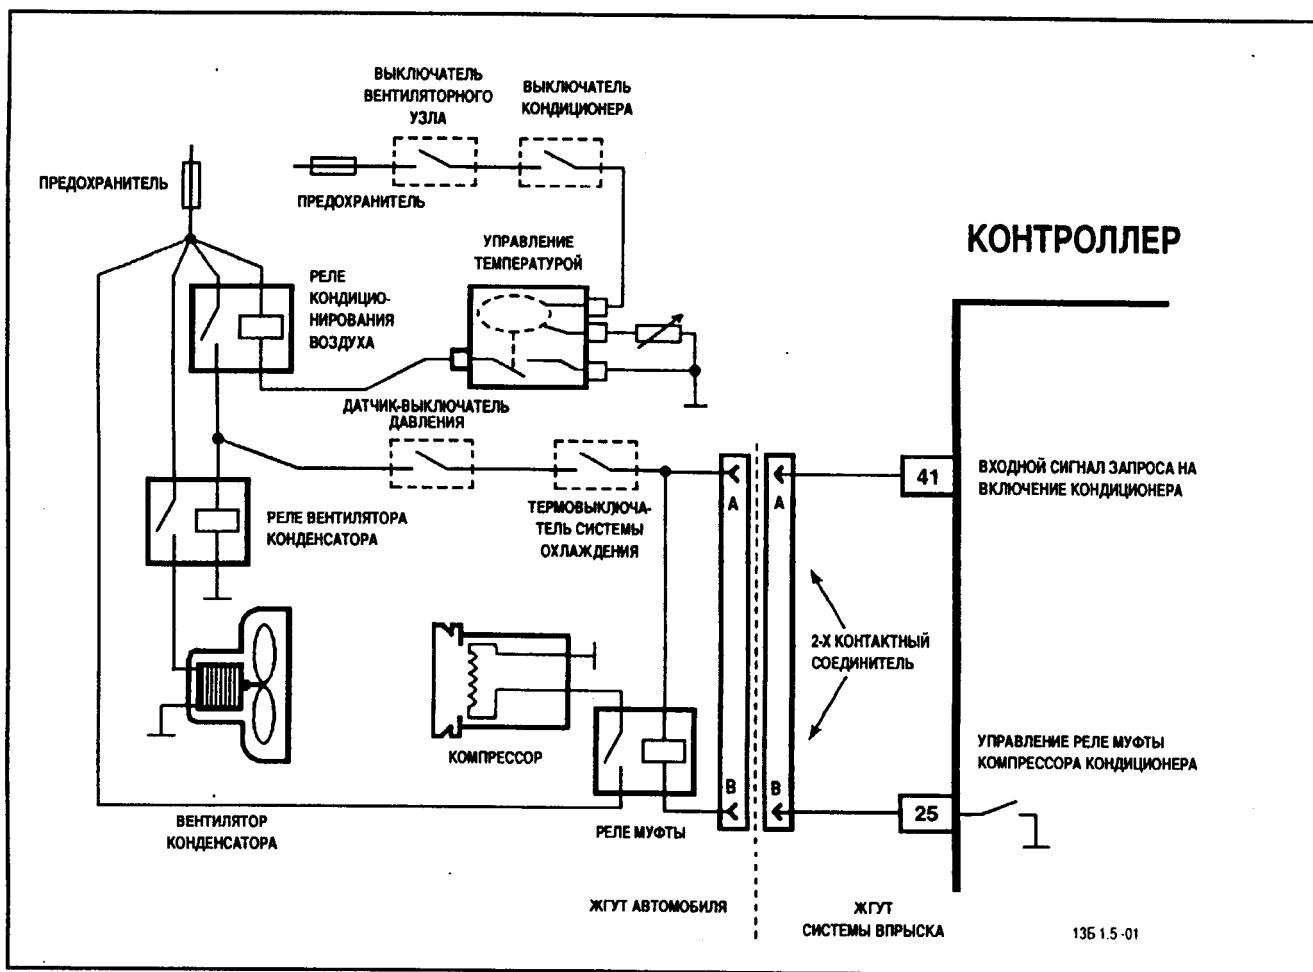 ВЫКЛЮЧАТЕЛЬ
ВЕНТИЛЯТОРНОГО
УЗЛА
ВЫКЛЮЧАТЕЛЬ
КОНДИЦИОНЕРА
ПРЕДОХРАНИТЕЛЬ
ПРЕДОХРАНИТЕЛЬ
УПРАВЛЕНИЕ
ТЕМПЕРАТУРОЙ
КОНТРОЛЛЕР
РЕЛЕ
КОНДИЦИО-
НИРОВАНИЯ
ВОЗДУХА
ДАТЧИК-ВЫКЛЮЧАТЕЛЬ
ДАВЛЕНИЯ
41
ВХОДНОЙ СИГНАЛ ЗАПРОСА НА
ВКЛЮЧЕНИЕ КОНДИЦИОНЕРА
A
A
РЕЛЕ ВЕНТИЛЯТОРА
КОНДЕНСАТОРА
ТЕРМОВЫКЛЮЧА-
ТЕЛЬ СИСТЕМЫ
ОХЛАЖДЕНИЯ
2-Х КОНТАКТНЫЙ
СОЕДИНИТЕЛЬ
КОМПРЕССОР
УПРАВЛЕНИЕ РЕЛЕ МУФТЫ
КОМПРЕССОРА КОНДИЦИОНЕРА
B
B
25
ВЕНТИЛЯТОР
КОНДЕНСАТОРА
РЕЛЕ МУФТЫ
ЖГУТ АВТОМОБИЛЯ
ЖГУТ
СИСТЕМЫ ВПРЫСКА
13Б 1.5 -01